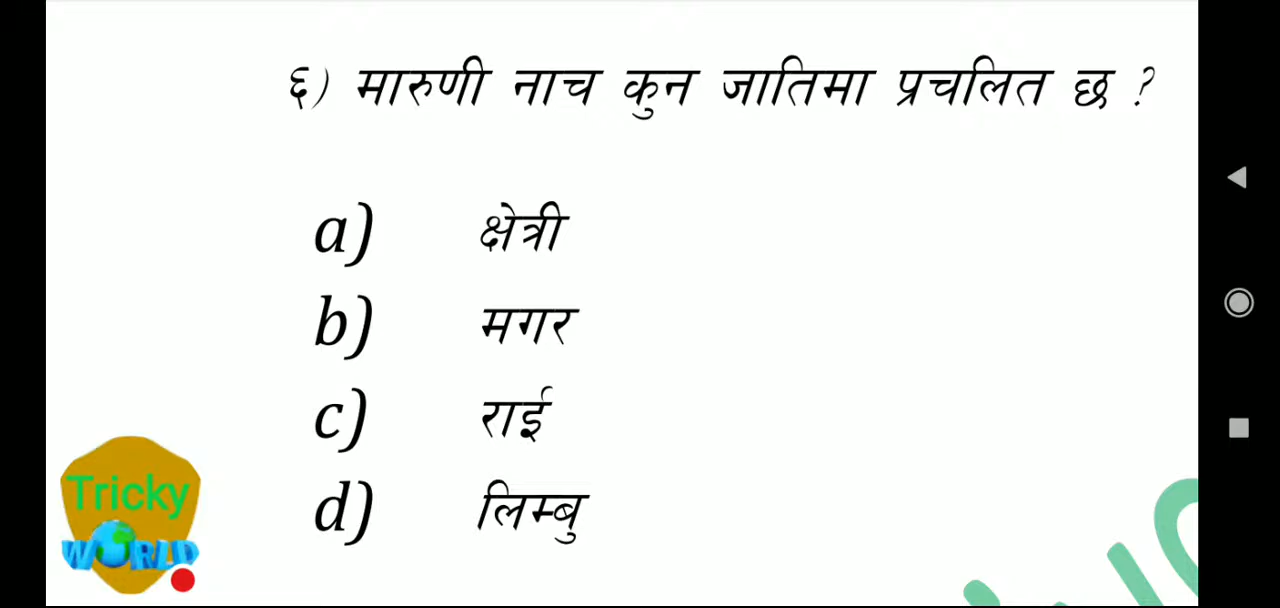 ६) मारुणी नाच कुन जातिमा प्रचलित छ ?
a) क्षेत्री
b) मगर
c) राई
d) लिम्बु
Tricky
WORLD